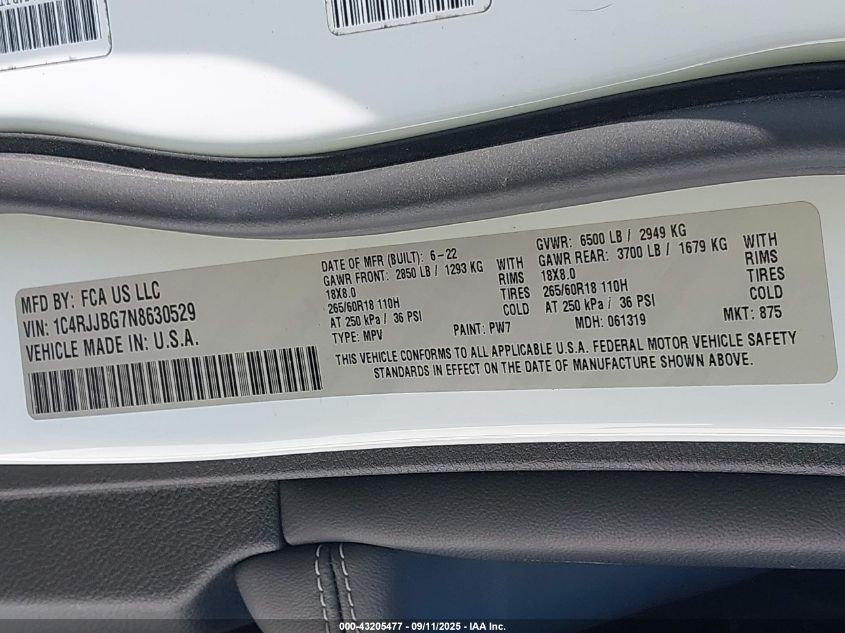 MFD BY: FCA US LLC
VIN: 1C4RJJBG7N8630529
VEHICLE MADE IN: U.S.A.
DATE OF MFR (BUILT): 6-22
GAWR FRONT: 2850 LB / 1293 KG WITH
18X8.0 RIMS
265/60R18 110H TIRES
AT 250 kPa / 36 PSI COLD
TYPE: MPV PAINT: PW7
GVWR: 6500 LB / 2949 KG
GAWR REAR: 3700 LB / 1679 KG WITH
18X8.0 RIMS
265/60R18 110H TIRES
AT 250 kPa / 36 PSI COLD
MDH: 061319 MKT: 875
THIS VEHICLE CONFORMS TO ALL APPLICABLE U.S.A. FEDERAL MOTOR VEHICLE SAFETY
STANDARDS IN EFFECT ON THE DATE OF MANUFACTURE SHOWN ABOVE.
000-43205477 - 09/11/2025 - IAA Inc.